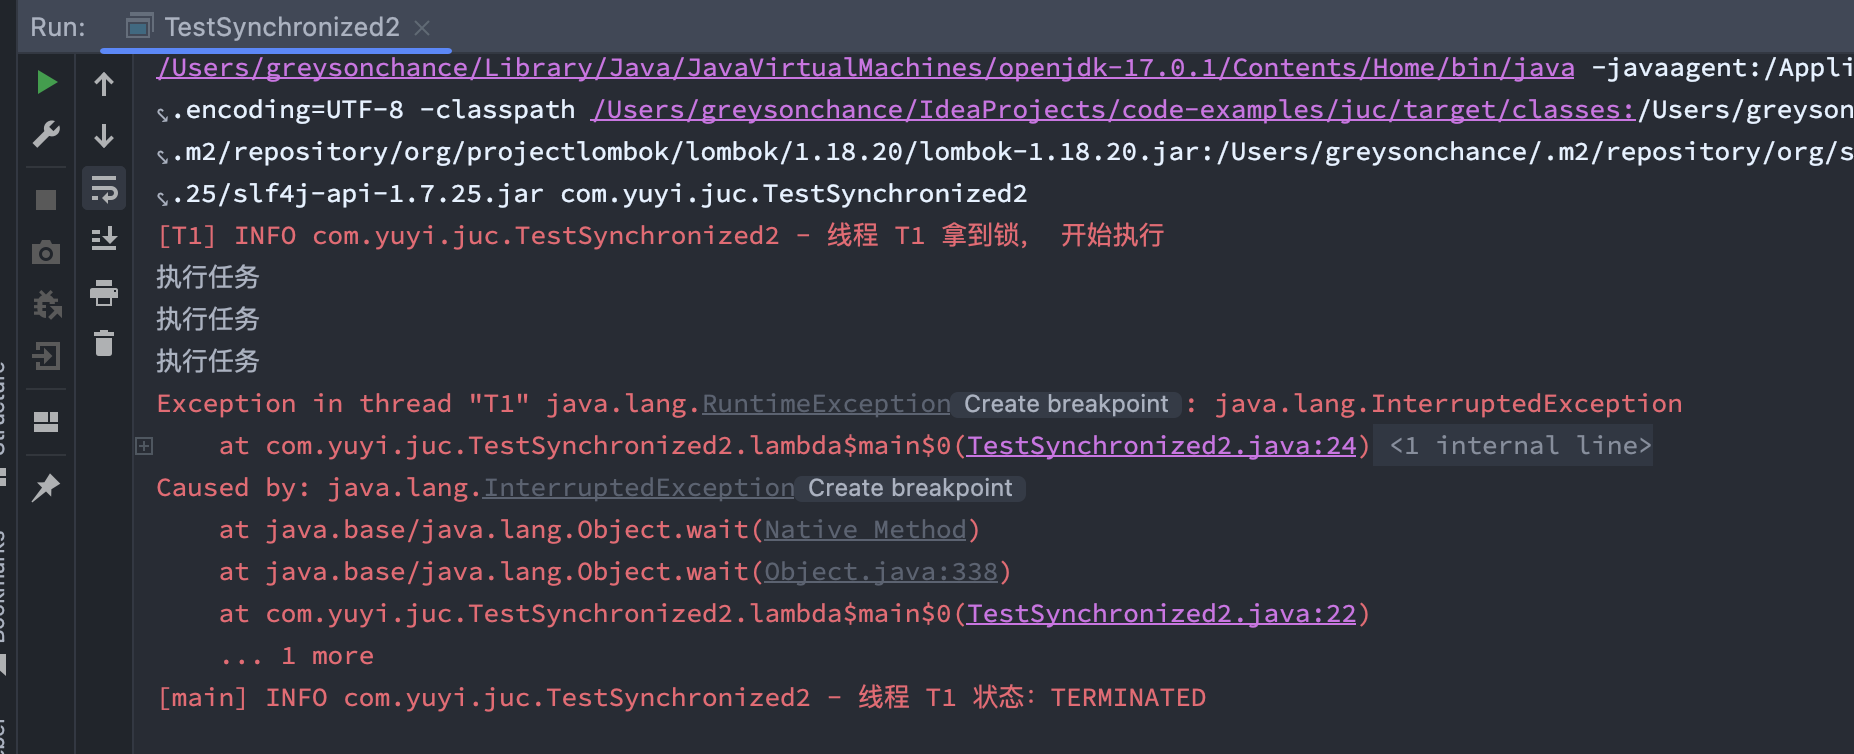 Run: TestSynchronized2
/Users/greysonchance/Library/Java/JavaVirtualMachines/openjdk-17.0.1/Contents/Home/bin/java -javaagent:/Appli
.encoding=UTF-8 -classpath /Users/greysonchance/IdeaProjects/code-examples/juc/target/classes:/Users/greyson
.m2/repository/org/projectlombok/lombok/1.18.20/lombok-1.18.20.jar:/Users/greysonchance/.m2/repository/org/s
.25/slf4j-api-1.7.25.jar com.yuyi.juc.TestSynchronized2
[T1] INFO com.yuyi.juc.TestSynchronized2 - 线程 T1 拿到锁， 开始执行
执行任务
执行任务
执行任务
Exception in thread "T1" java.lang.RuntimeException Create breakpoint : java.lang.InterruptedException
at com.yuyi.juc.TestSynchronized2.lambda$main$0(TestSynchronized2.java:24) <1 internal line>
Caused by: java.lang.InterruptedException Create breakpoint
at java.base/java.lang.Object.wait(Native Method)
at java.base/java.lang.Object.wait(Object.java:338)
at com.yuyi.juc.TestSynchronized2.lambda$main$0(TestSynchronized2.java:22)
... 1 more
[main] INFO com.yuyi.juc.TestSynchronized2 - 线程 T1 状态：TERMINATED